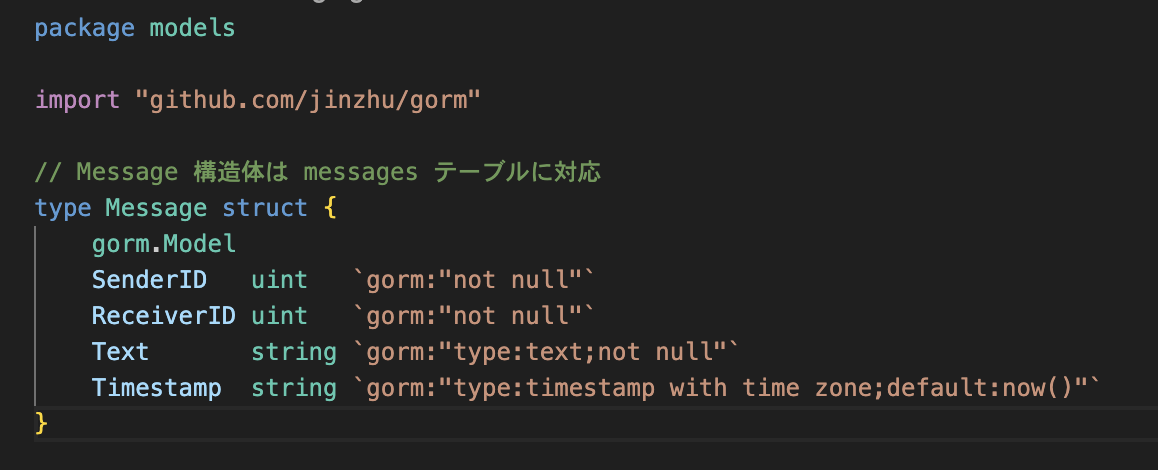 package models
import "github.com/jinzhu/gorm"
// Message 構造体は messages テーブルに対応
type Message struct {
gorm.Model
SenderID uint `gorm:"not null"`
ReceiverID uint `gorm:"not null"`
Text string `gorm:"type:text;not null"`
Timestamp string `gorm:"type:timestamp with time zone;default:now()"`
}